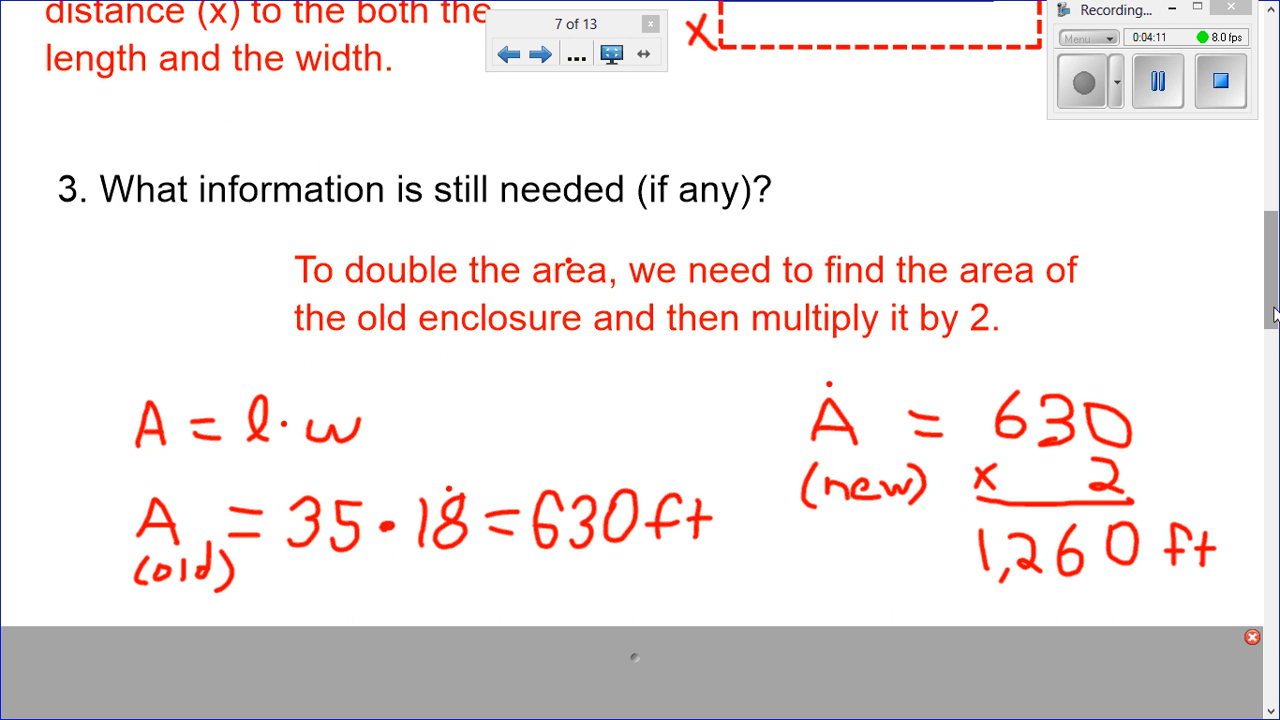 distance (x) to the both the
length and the width.
7 of 13
x
Recording...
Menu
0:04:11
8.0 fps
3. What information is still needed (if any)?
To double the area, we need to find the area of
the old enclosure and then multiply it by 2.
A = l · w
A = 35 · 18 = 630 ft
(old)
A = 630
(new) x 2
1,260 ft